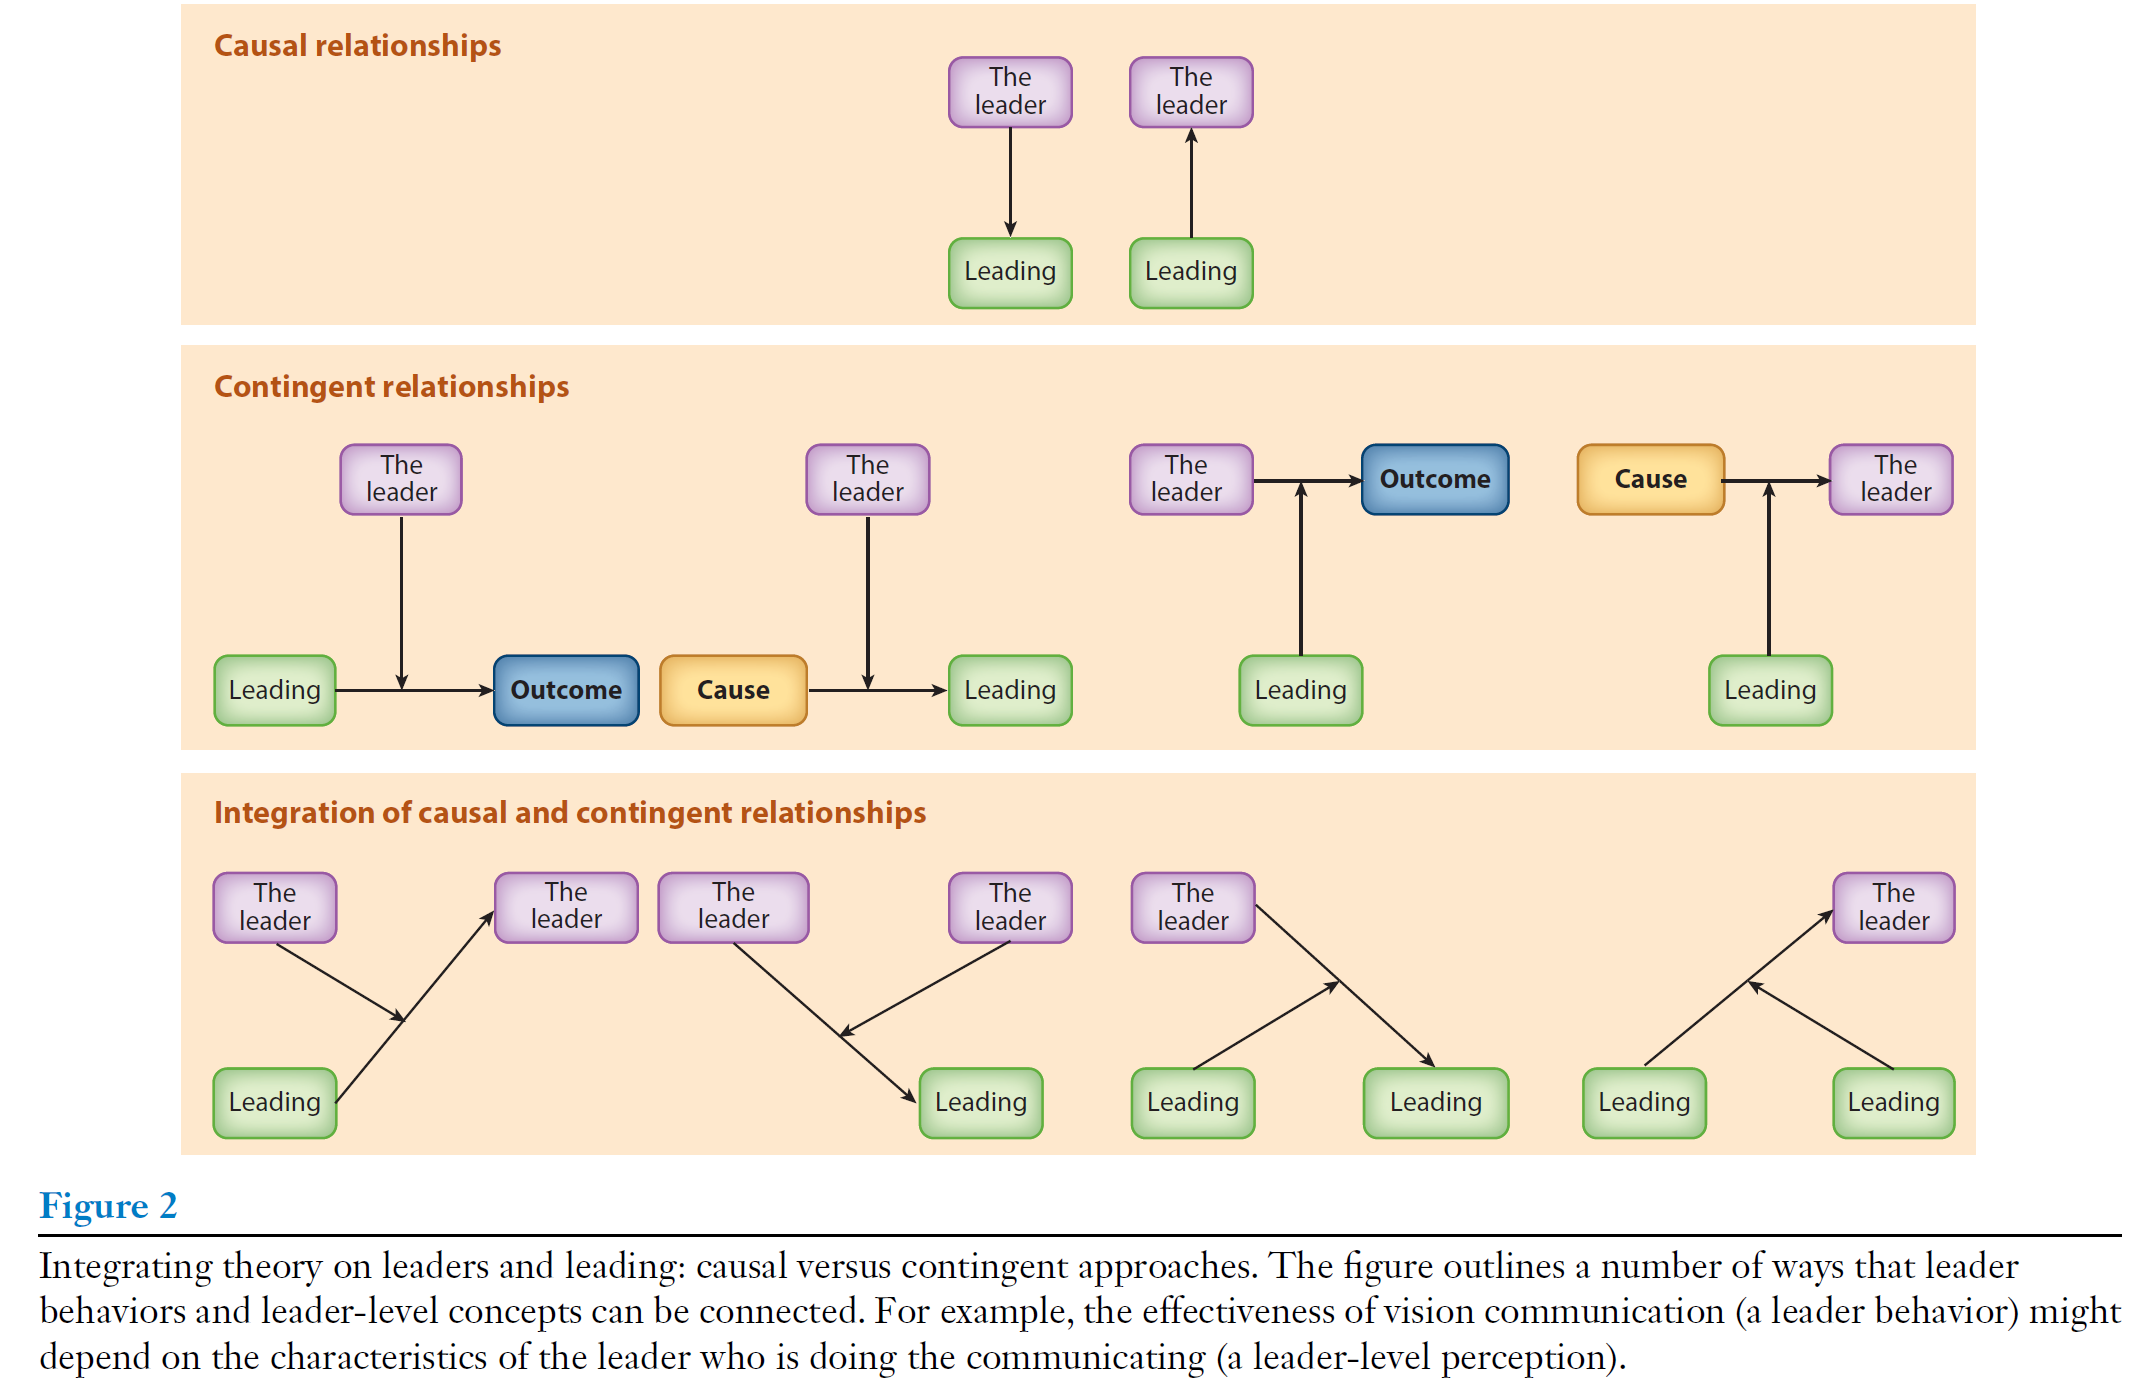 Causal relationships
The
leader
The
leader
Leading
Leading
Contingent relationships
The
leader
The
leader
The
leader
Outcome
Cause
The
leader
Leading
Outcome
Cause
Leading
Leading
Leading
Integration of causal and contingent relationships
The
leader
The
leader
The
leader
The
leader
The
leader
The
leader
Leading
Leading
Leading
Leading
Leading
Leading
Figure 2
Integrating theory on leaders and leading: causal versus contingent approaches. The figure outlines a number of ways that leader
behaviors and leader-level concepts can be connected. For example, the effectiveness of vision communication (a leader behavior) might
depend on the characteristics of the leader who is doing the communicating (a leader-level perception).